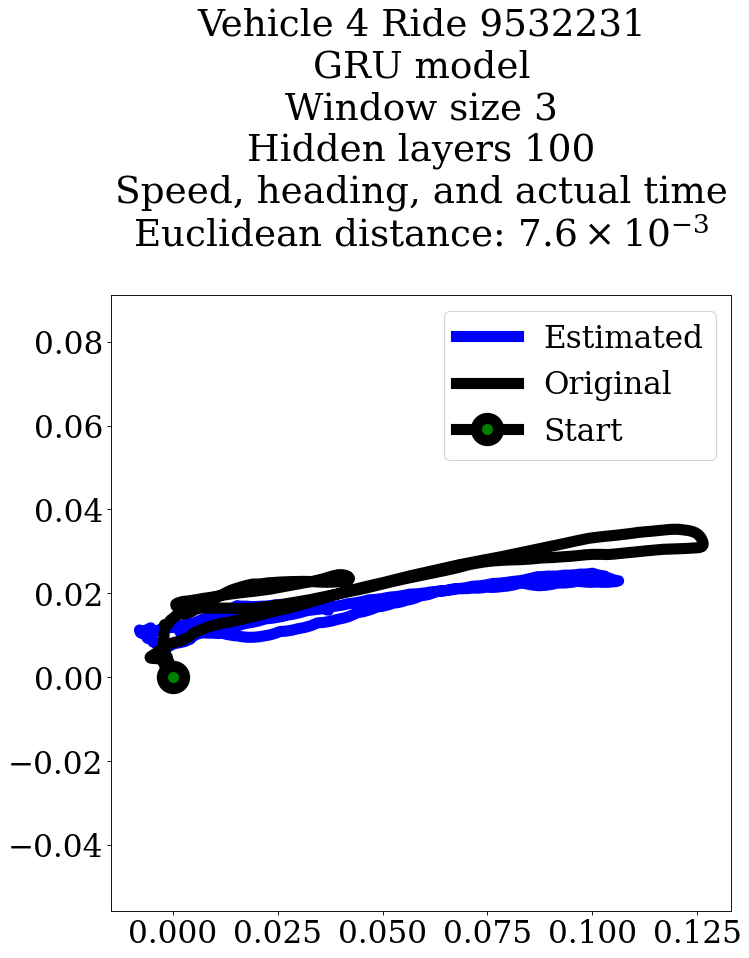 Vehicle 4 Ride 9532231
GRU model
Window size 3
Hidden layers 100
Speed, heading, and actual time
Euclidean distance: 7.6 × 10⁻³
Estimated
Original
Start
0.08
0.06
0.04
0.02
0.00
−0.02
−0.04
0.000 0.025 0.050 0.075 0.100 0.125